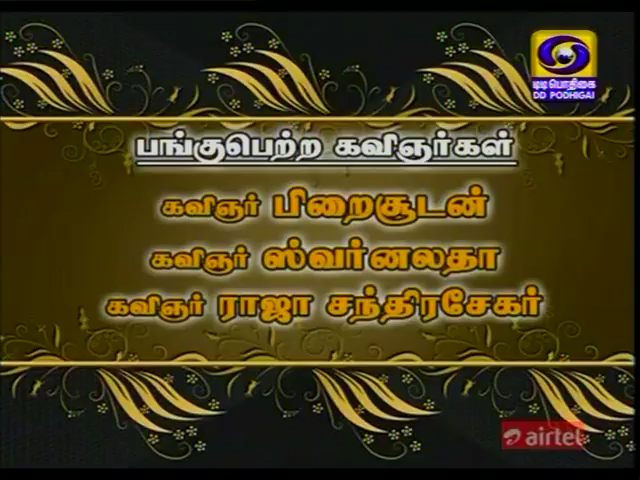 டிடி பொதிகை
DD PODHIGAI
பங்குபெற்ற கவிஞர்கள்
கவிஞர் பிறைசூடன்
கவிஞர் ஸ்வர்னலதா
கவிஞர் ராஜா சந்திரசேகர்
airtel